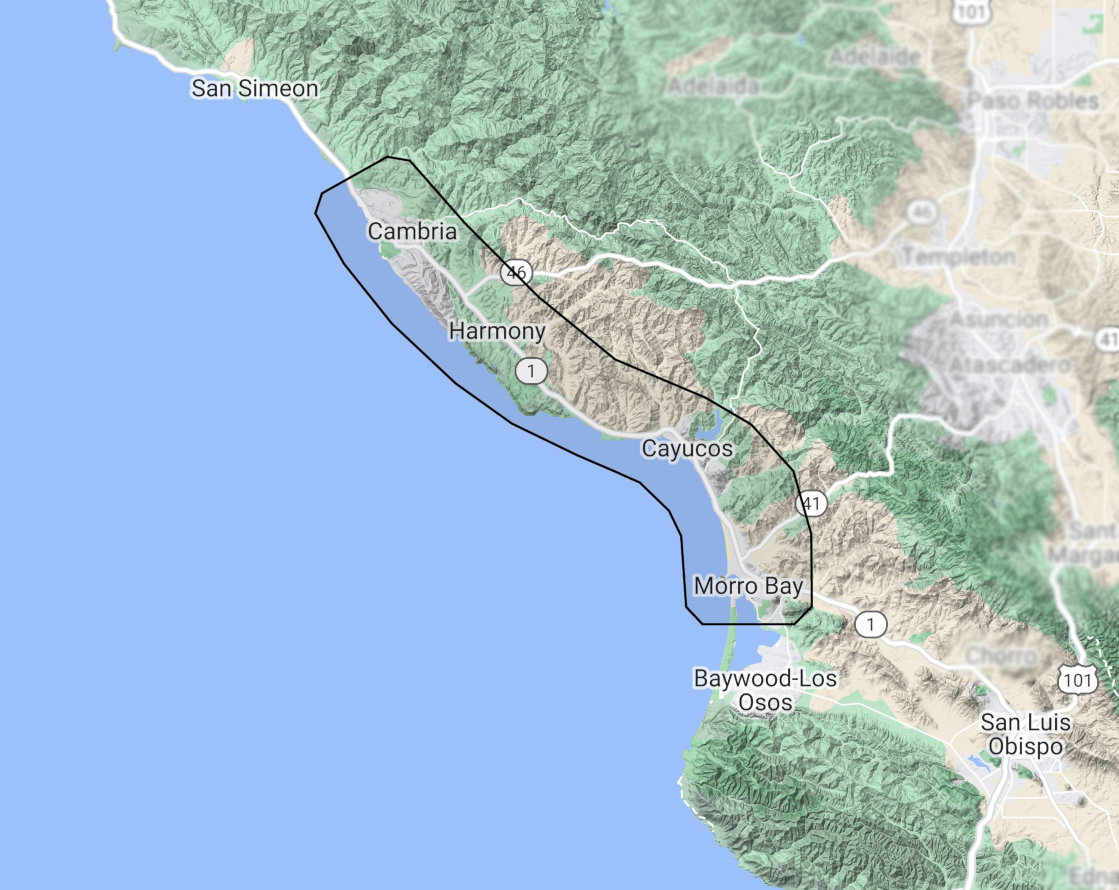 101
Adelaide
San Simeon
Adelaida
Paso Robles
46
Cambria
Templeton
46
Asuncion
Harmony
41
1
Atascadero
Cayucos
41
Morro Bay
1
Chorro
Baywood-Los
Osos
101
San Luis
Obispo